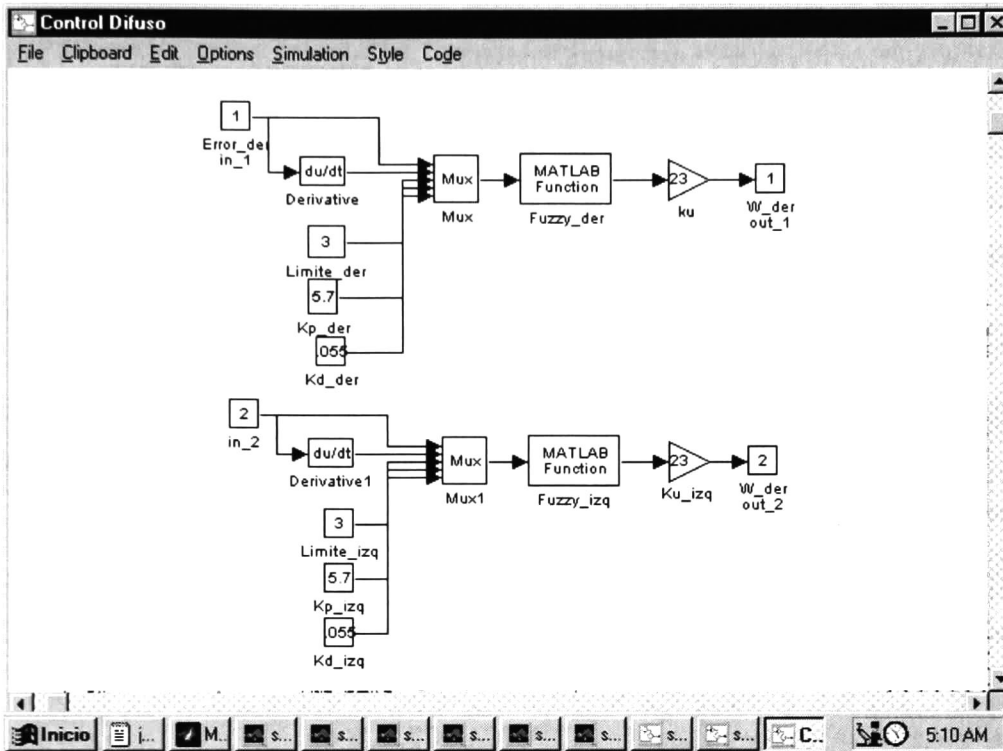 Control Difuso
File Clipboard Edit Options Simulation Style Code
1
Error_der
in_1
du/dt
Derivative
Mux
Mux
MATLAB
Function
Fuzzy_der
23
ku
1
W_der
out_1
3
Limite_der
5.7
Kp_der
.055
Kd_der
2
in_2
du/dt
Derivative1
Mux
Mux1
MATLAB
Function
Fuzzy_izq
23
Ku_izq
2
W_der
out_2
3
Limite_izq
5.7
Kp_izq
.055
Kd_izq
Inicio j... M.. s... s... s... s... s... s... s... s... C.. 5:10 AM